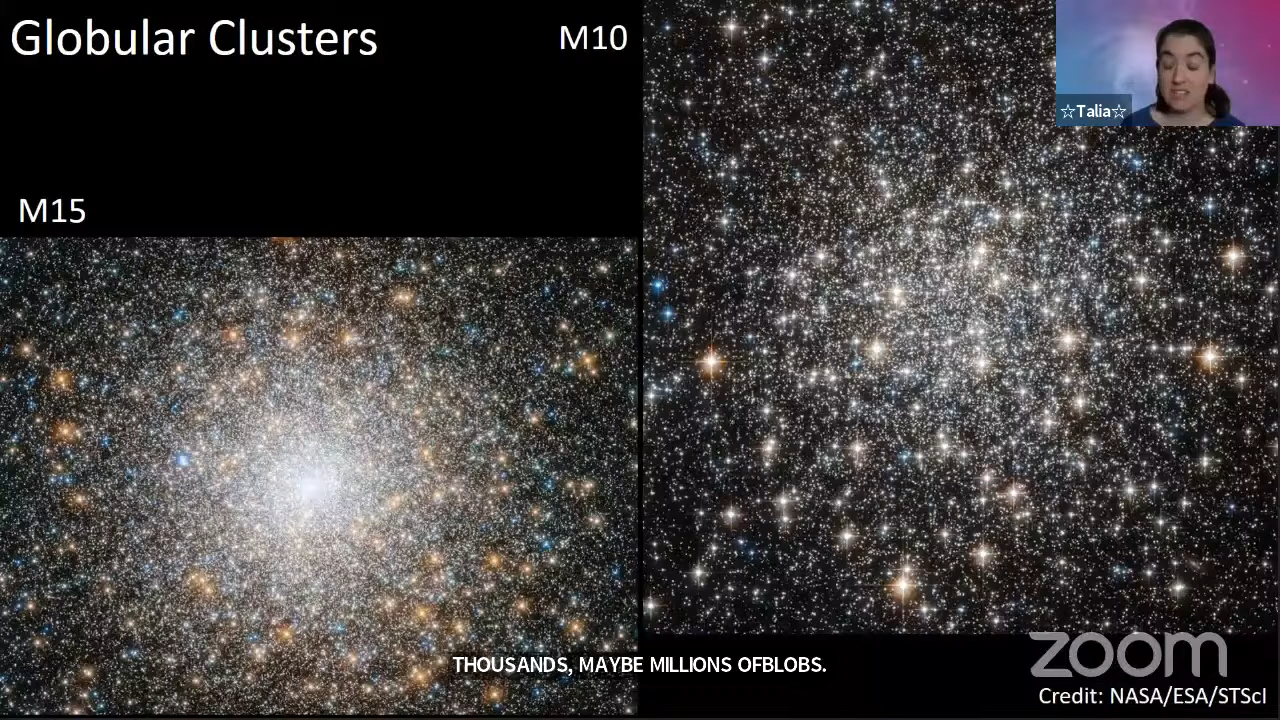 Globular Clusters
M10
☆Talia☆
M15
THOUSANDS, MAYBE MILLIONS OFBLOBS.
zoom
Credit: NASA/ESA/STScI